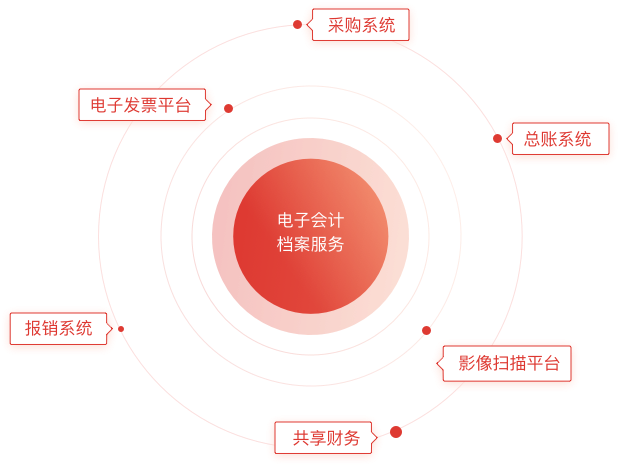 采购系统
电子发票平台
总账系统
电子会计
档案服务
报销系统
影像扫描平台
共享财务